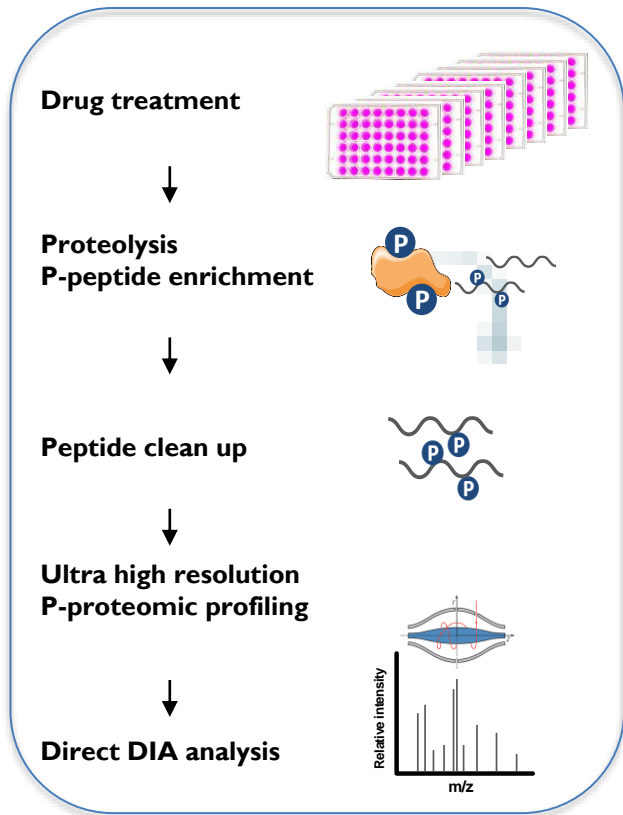 Drug treatment
Proteolysis
P-peptide enrichment
P
P
P
P
Peptide clean up
P
P
P
Ultra high resolution
P-proteomic profiling
Direct DIA analysis
Relative intensity
m/z